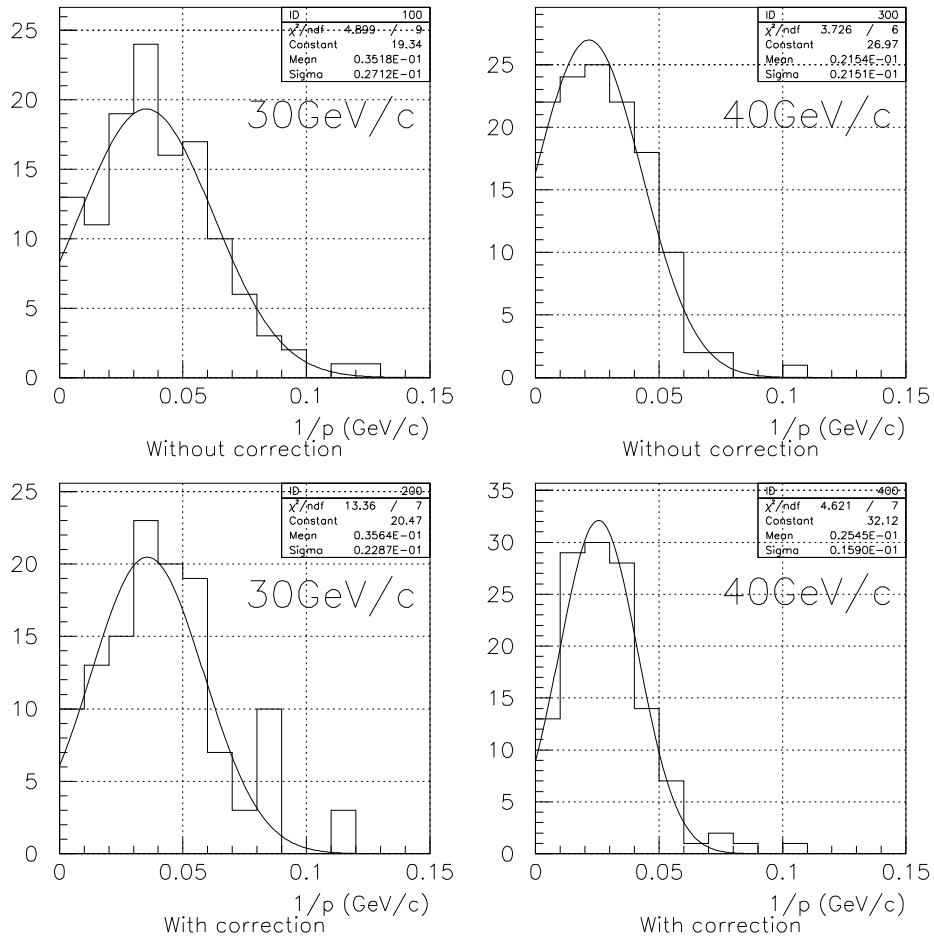 ID 100
χ²/ndf 4.899 / 9
Constant 19.34
Mean 0.3518E-01
Sigma 0.2712E-01
30GeV/c
25
20
15
10
5
0
0 0.05 0.1 0.15
1/p (GeV/c)
Without correction
ID 300
χ²/ndf 3.726 / 6
Constant 26.97
Mean 0.2154E-01
Sigma 0.2151E-01
40GeV/c
25
20
15
10
5
0
0 0.05 0.1 0.15
1/p (GeV/c)
Without correction
ID 200
χ²/ndf 13.36 / 7
Constant 20.47
Mean 0.3564E-01
Sigma 0.2287E-01
30GeV/c
25
20
15
10
5
0
0 0.05 0.1 0.15
1/p (GeV/c)
With correction
ID 400
χ²/ndf 4.621 / 7
Constant 32.12
Mean 0.2545E-01
Sigma 0.1590E-01
40GeV/c
35
30
25
20
15
10
5
0
0 0.05 0.1 0.15
1/p (GeV/c)
With correction